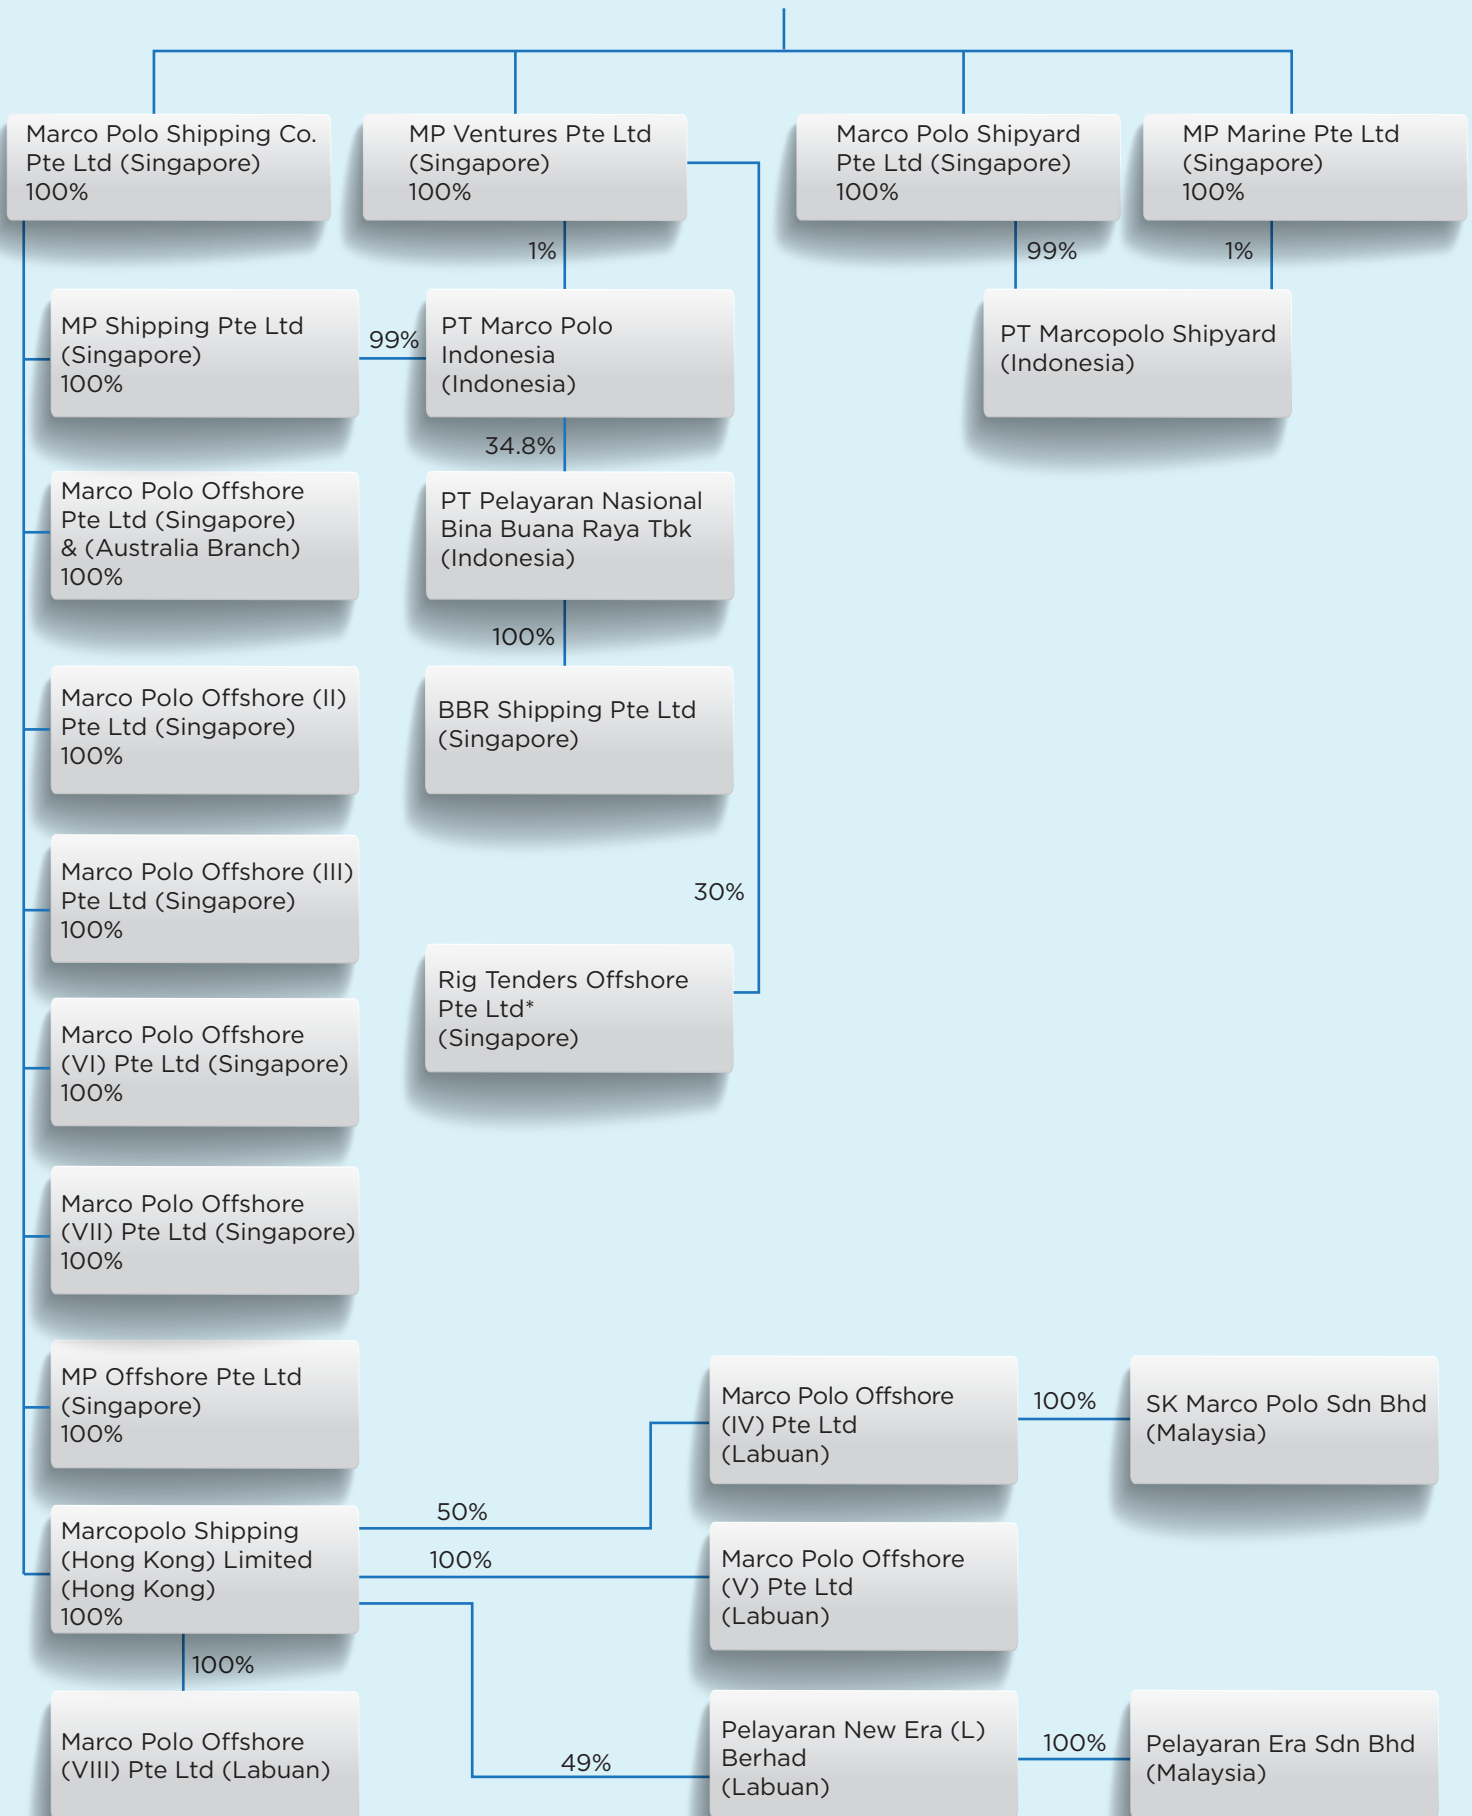 Marco Polo Shipping Co.
Pte Ltd (Singapore)
100%
MP Ventures Pte Ltd
(Singapore)
100%
Marco Polo Shipyard
Pte Ltd (Singapore)
100%
MP Marine Pte Ltd
(Singapore)
100%
1%
99%
1%
MP Shipping Pte Ltd
(Singapore)
100%
99%
PT Marco Polo
Indonesia
(Indonesia)
PT Marcopolo Shipyard
(Indonesia)
34.8%
Marco Polo Offshore
Pte Ltd (Singapore)
& (Australia Branch)
100%
PT Pelayaran Nasional
Bina Buana Raya Tbk
(Indonesia)
100%
Marco Polo Offshore (II)
Pte Ltd (Singapore)
100%
BBR Shipping Pte Ltd
(Singapore)
Marco Polo Offshore (III)
Pte Ltd (Singapore)
100%
30%
Rig Tenders Offshore
Pte Ltd*
(Singapore)
Marco Polo Offshore
(VI) Pte Ltd (Singapore)
100%
Marco Polo Offshore
(VII) Pte Ltd (Singapore)
100%
MP Offshore Pte Ltd
(Singapore)
100%
Marco Polo Offshore
(IV) Pte Ltd
(Labuan)
100%
SK Marco Polo Sdn Bhd
(Malaysia)
Marcopolo Shipping
(Hong Kong) Limited
(Hong Kong)
100%
50%
100%
Marco Polo Offshore
(V) Pte Ltd
(Labuan)
100%
Marco Polo Offshore
(VIII) Pte Ltd (Labuan)
49%
Pelayaran New Era (L)
Berhad
(Labuan)
100%
Pelayaran Era Sdn Bhd
(Malaysia)